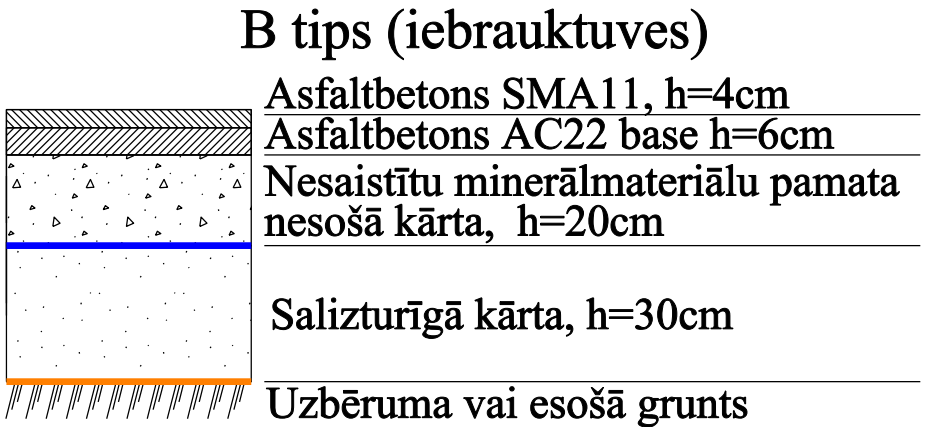 B tips (iebrauktuves)
Asfaltbetons SMA11, h=4cm
Asfaltbetons AC22 base h=6cm
Nesaistītu minerālmateriālu pamata
nesošā kārta,  h=20cm
Salizturīgā kārta, h=30cm
Uzbēruma vai esošā grunts